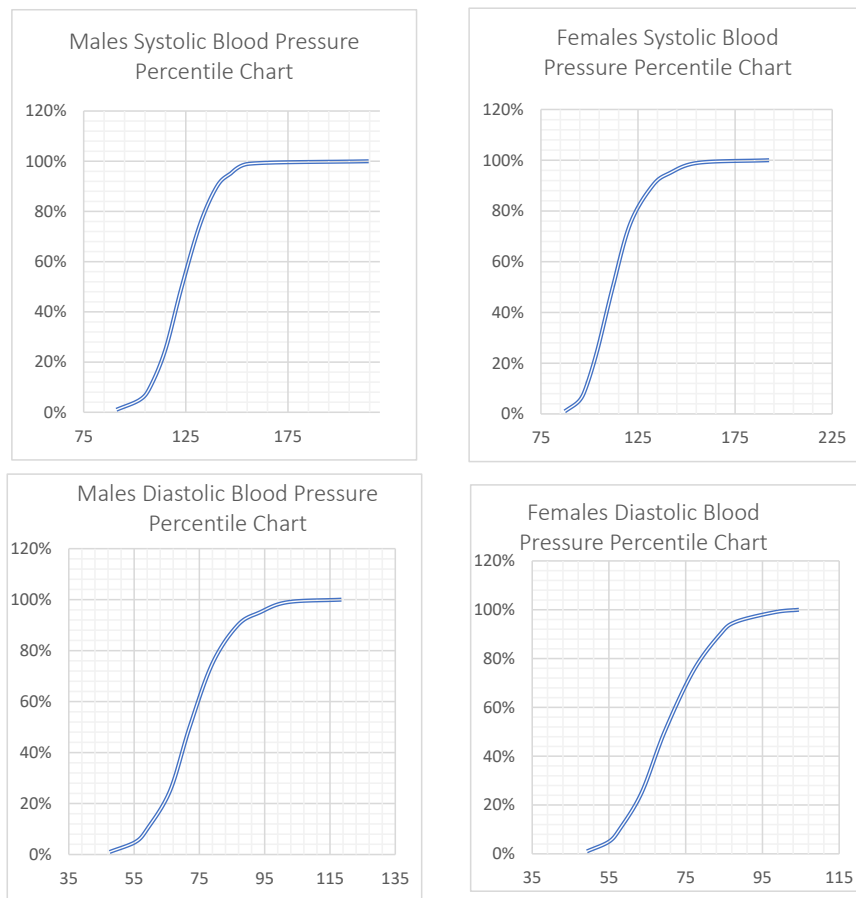 Males Systolic Blood Pressure
Percentile Chart
120%
100%
80%
60%
40%
20%
0%
75 125 175
Females Systolic Blood
Pressure Percentile Chart
120%
100%
80%
60%
40%
20%
0%
75 125 175 225
Males Diastolic Blood Pressure
Percentile Chart
120%
100%
80%
60%
40%
20%
0%
35 55 75 95 115 135
Females Diastolic Blood
Pressure Percentile Chart
120%
100%
80%
60%
40%
20%
0%
35 55 75 95 115